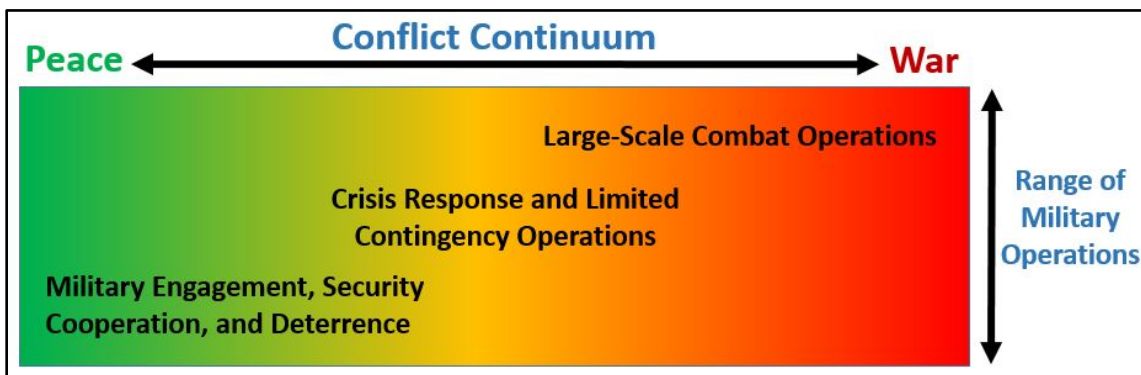 Conflict Continuum
Peace
War
Large-Scale Combat Operations
Crisis Response and Limited
Contingency Operations
Military Engagement, Security
Cooperation, and Deterrence
Range of
Military
Operations